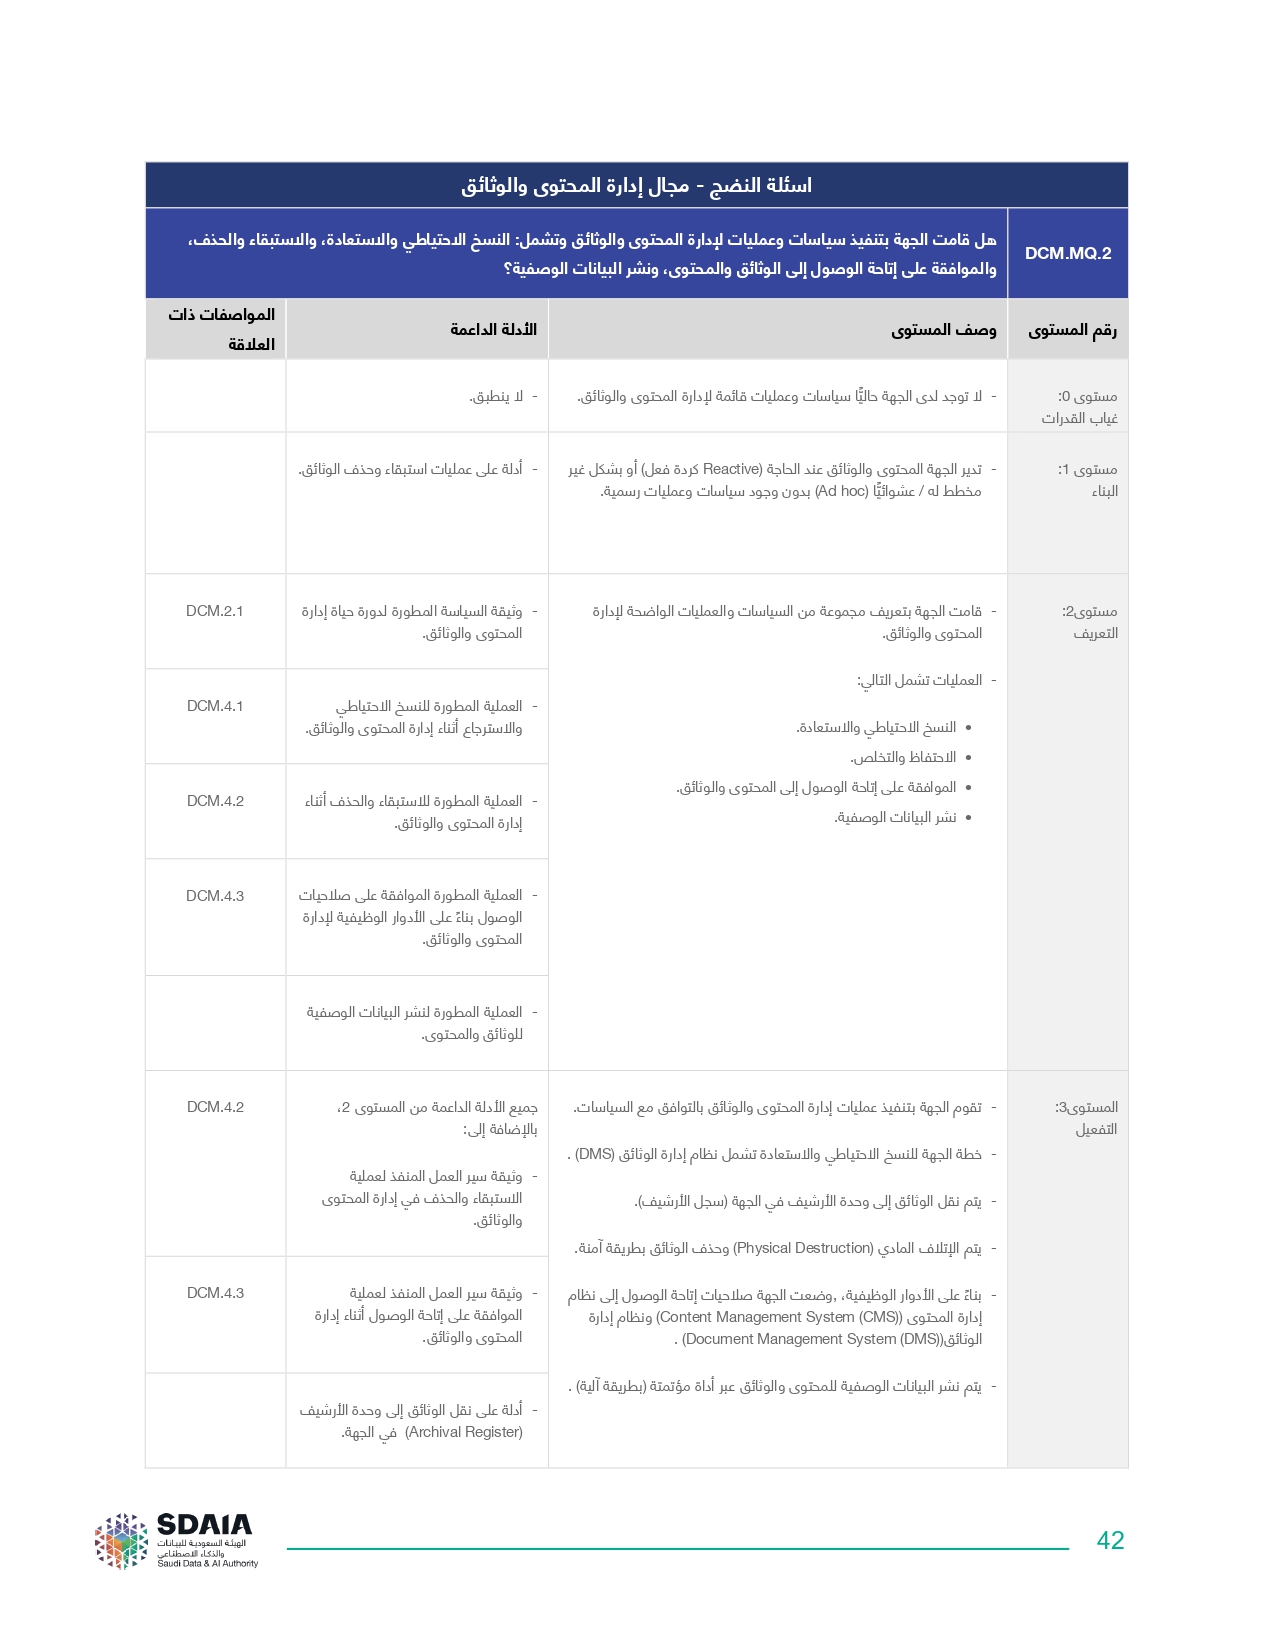 اسئلة النضج - مجال إدارة المحتوى والوثائق
DCM.MQ.2
هل قامت الجهة بتنفيذ سياسات وعمليات لإدارة المحتوى والوثائق وتشمل: النسخ الاحتياطي والاستعادة، والاستبقاء والحذف،
والموافقة على إتاحة الوصول إلى الوثائق والمحتوى، ونشر البيانات الوصفية؟
رقم المستوى
وصف المستوى
الأدلة الداعمة
المواصفات ذات
العلاقة
مستوى 0:
غياب القدرات
- لا توجد لدى الجهة حاليًّا سياسات وعمليات قائمة لإدارة المحتوى والوثائق.
- لا ينطبق.
مستوى 1:
البناء
- تدير الجهة المحتوى والوثائق عند الحاجة (Reactive كردة فعل) أو بشكل غير
مخطط له / عشوائيًّا (Ad hoc) بدون وجود سياسات وعمليات رسمية.
- أدلة على عمليات استبقاء وحذف الوثائق.
مستوى2:
التعريف
- قامت الجهة بتعريف مجموعة من السياسات والعمليات الواضحة لإدارة
المحتوى والوثائق.
- العمليات تشمل التالي:
• النسخ الاحتياطي والاستعادة.
• الاحتفاظ والتخلص.
• الموافقة على إتاحة الوصول إلى المحتوى والوثائق.
• نشر البيانات الوصفية.
- وثيقة السياسة المطورة لدورة حياة إدارة
المحتوى والوثائق.
DCM.2.1
- العملية المطورة للنسخ الاحتياطي
والاسترجاع أثناء إدارة المحتوى والوثائق.
DCM.4.1
- العملية المطورة للاستبقاء والحذف أثناء
إدارة المحتوى والوثائق.
DCM.4.2
- العملية المطورة الموافقة على صلاحيات
الوصول بناءً على الأدوار الوظيفية لإدارة
المحتوى والوثائق.
DCM.4.3
- العملية المطورة لنشر البيانات الوصفية
للوثائق والمحتوى.
المستوى3:
التفعيل
- تقوم الجهة بتنفيذ عمليات إدارة المحتوى والوثائق بالتوافق مع السياسات.
- خطة الجهة للنسخ الاحتياطي والاستعادة تشمل نظام إدارة الوثائق (DMS) .
- يتم نقل الوثائق إلى وحدة الأرشيف في الجهة (سجل الأرشيف).
- يتم الإتلاف المادي (Physical Destruction) وحذف الوثائق بطريقة آمنة.
- بناءً على الأدوار الوظيفية، ,وضعت الجهة صلاحيات إتاحة الوصول إلى نظام
إدارة المحتوى (Content Management System (CMS)) ونظام إدارة
الوثائق(Document Management System (DMS)) .
- يتم نشر البيانات الوصفية للمحتوى والوثائق عبر أداة مؤتمتة (بطريقة آلية) .
جميع الأدلة الداعمة من المستوى 2،
بالإضافة إلى:
- وثيقة سير العمل المنفذ لعملية
الاستبقاء والحذف في إدارة المحتوى
والوثائق.
DCM.4.2
- وثيقة سير العمل المنفذ لعملية
الموافقة على إتاحة الوصول أثناء إدارة
المحتوى والوثائق.
DCM.4.3
- أدلة على نقل الوثائق إلى وحدة الأرشيف
(Archival Register) في الجهة.
SDAIA
الهيئة السعودية للبيانات
والذكاء الاصطناعي
Saudi Data & AI Authority
42